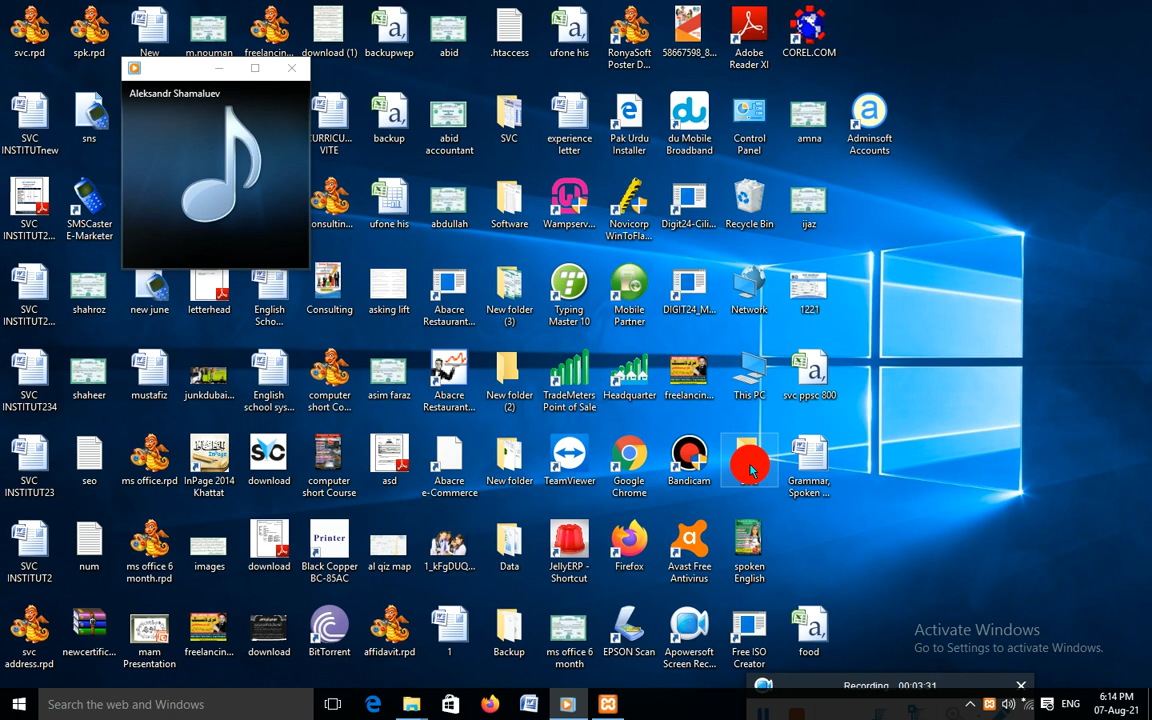 svc.rpd
spk.rpd
New
m.nouman
freelancin...
download (1)
backupwep
abid
.htaccess
ufone his
RonyaSoft
Poster D...
58667598_8...
Adobe
Reader XI
COREL.COM
Aleksandr Shamaluev
SVC
INSTITUTnew
sns
CURRICU...
VITE
backup
abid
accountant
SVC
experience
letter
Pak Urdu
Installer
du Mobile
Broadband
Control
Panel
amna
Adminsoft
Accounts
SVC
INSTITUT2...
SMSCaster
E-Marketer
onsultin...
ufone his
abdullah
Software
Wampserv...
Novicorp
WinToFla...
Digit24-Cili...
Recycle Bin
ijaz
SVC
INSTITUT2...
shahroz
new june
letterhead
English
Scho...
Consulting
asking lift
Abacre
Restaurant...
New folder
(3)
Typing
Master 10
Mobile
Partner
DIGIT24_M...
Network
1221
SVC
INSTITUT234
shaheer
mustafiz
junkdubai...
English
school sys...
computer
short Co...
asim faraz
Abacre
Restaurant...
New folder
(2)
TradeMeters
Point of Sale
Headquarter
freelancin...
This PC
svc ppsc 800
SVC
INSTITUT23
seo
ms office.rpd
InPage 2014
Khattat
download
computer
short Course
asd
Abacre
e-Commerce
New folder
TeamViewer
Google
Chrome
Bandicam
Grammar,
Spoken ...
SVC
INSTITUT2
num
ms office 6
month.rpd
images
download
Printer
Black Copper
BC-85AC
al qiz map
1_kFgDUQ...
Data
JellyERP -
Shortcut
Firefox
Avast Free
Antivirus
spoken
English
svc
address.rpd
newcertific...
mam
Presentation
freelancin...
download
BitTorrent
affidavit.rpd
1
Backup
ms office 6
month
EPSON Scan
Apowersoft
Screen Rec...
Free ISO
Creator
food
Activate Windows
Go to Settings to activate Windows.
Recording 00:03:31
Search the web and Windows
ENG
6:14 PM
07-Aug-21